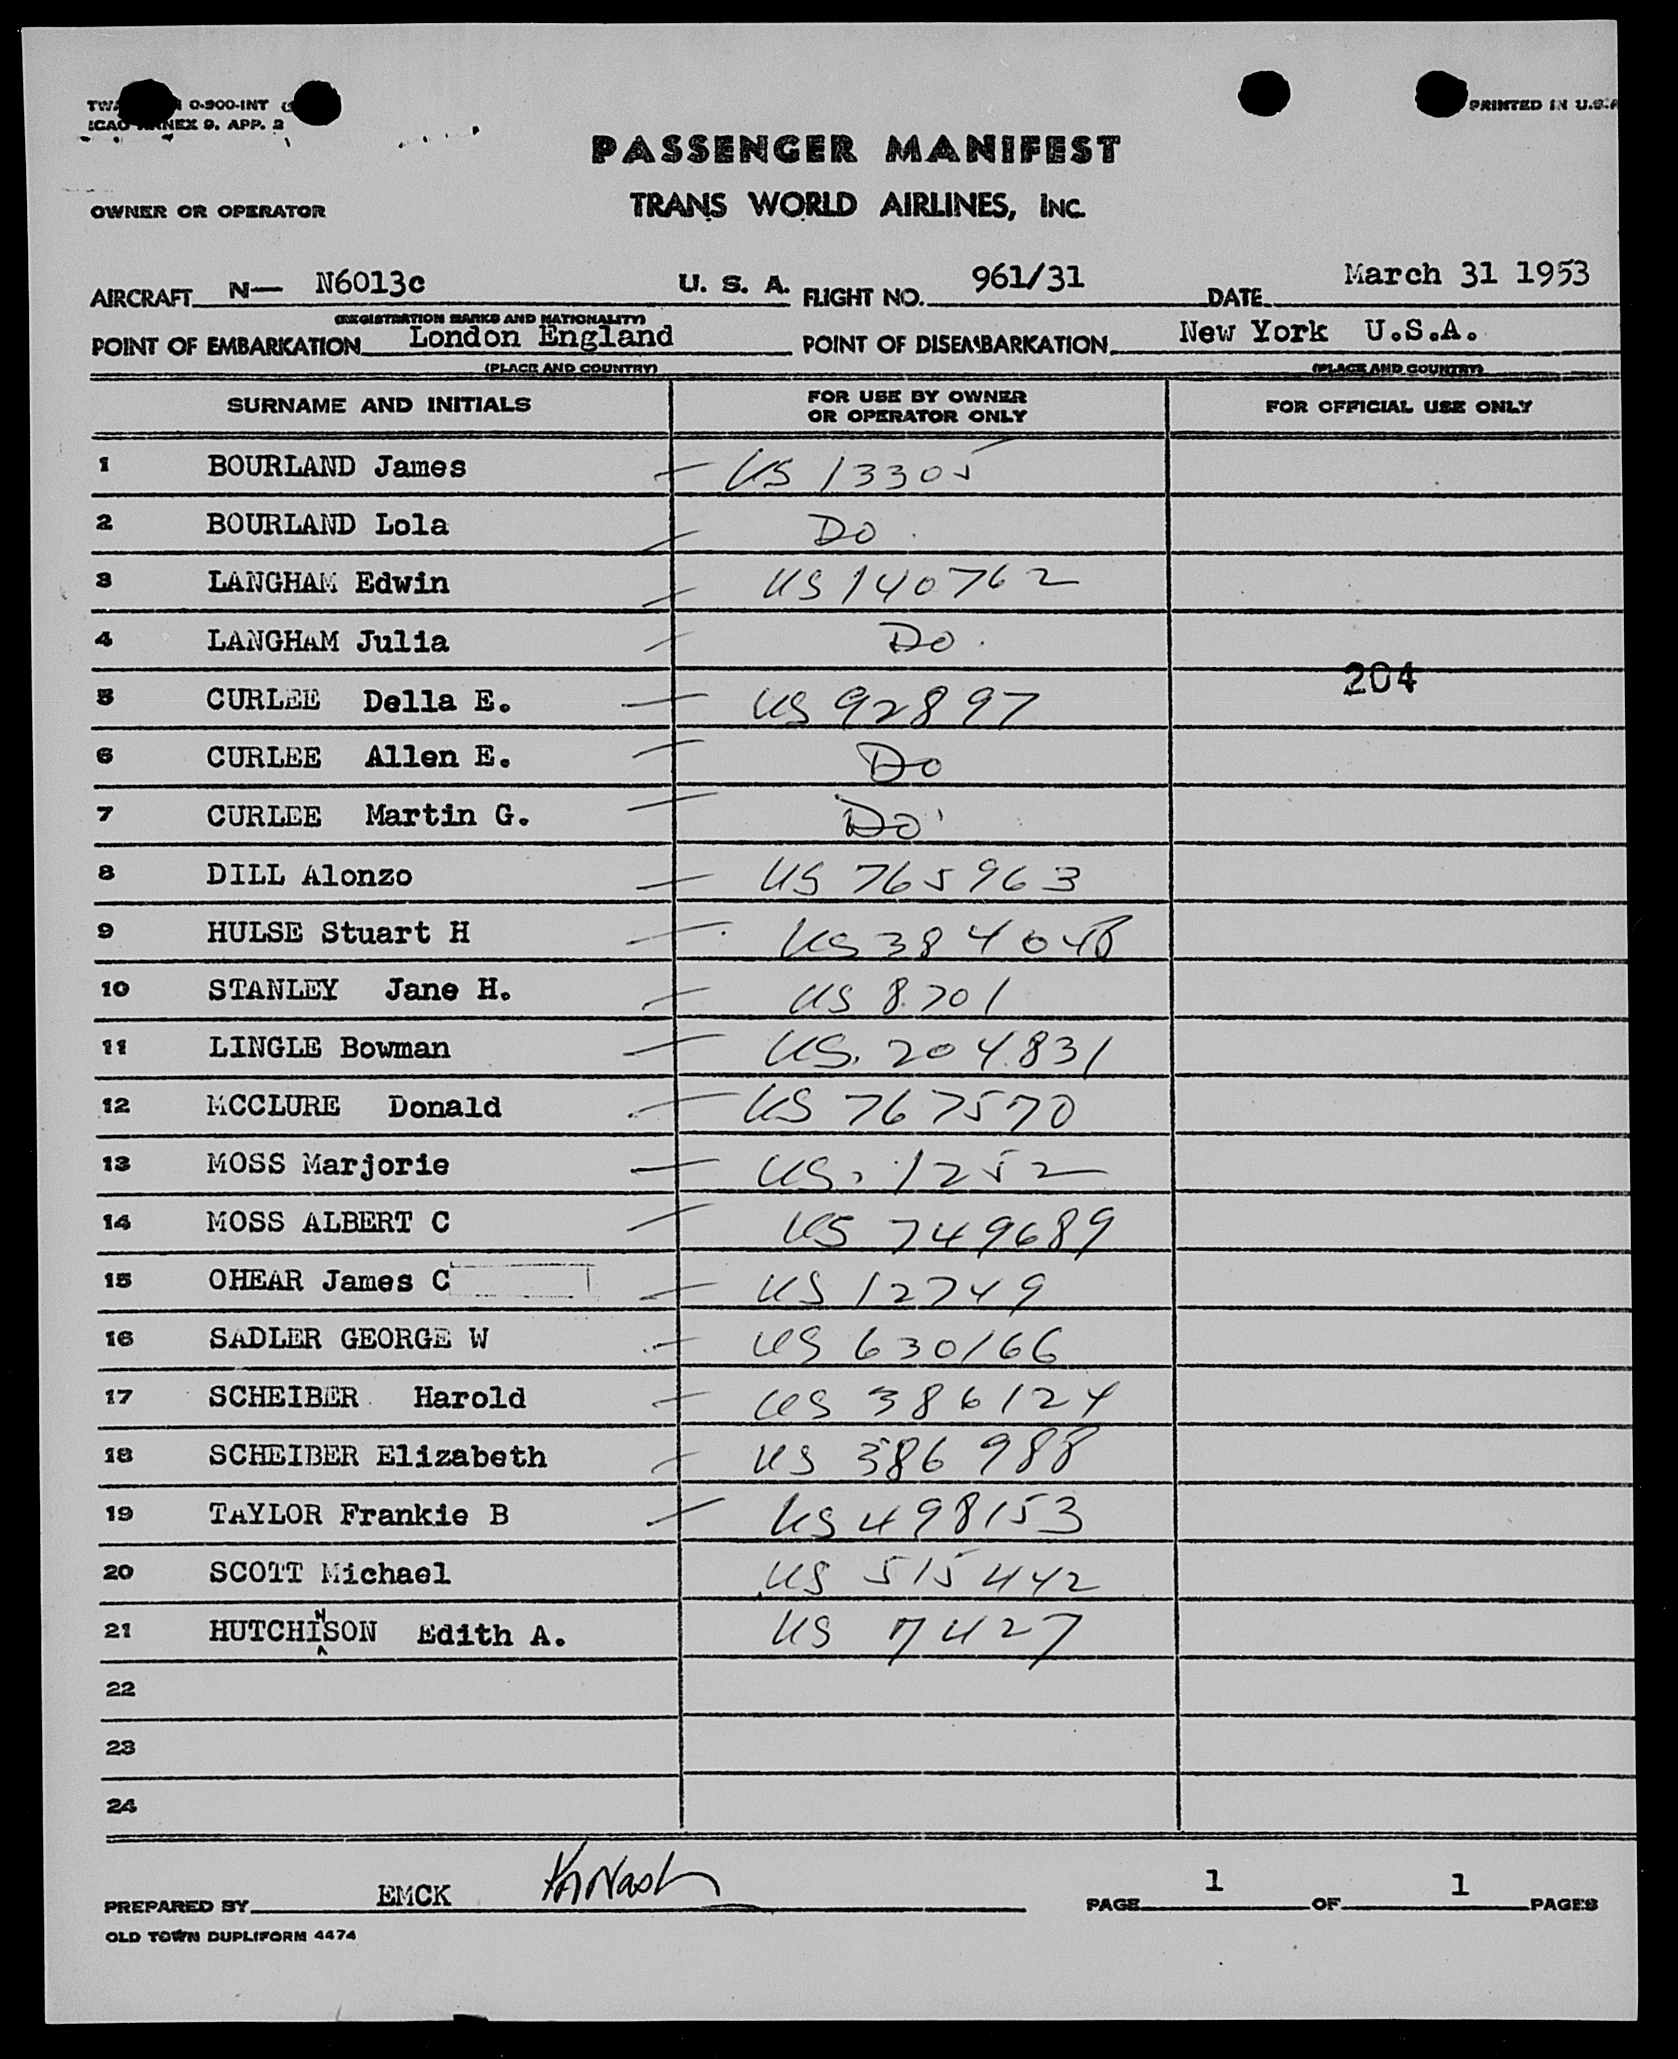 0-900-INT
ICAO ANNEX 9. APP. 2
PRINTED IN U.S.A
PASSENGER MANIFEST
OWNER OR OPERATOR TRANS WORLD AIRLINES, INC.
AIRCRAFT N— N6013c U. S. A. FLIGHT NO. 961/31 DATE March 31 1953
(REGISTRATION MARKS AND NATIONALITY)
POINT OF EMBARKATION London England POINT OF DISEMBARKATION New York U.S.A.
(PLACE AND COUNTRY) (PLACE AND COUNTRY)
SURNAME AND INITIALS FOR USE BY OWNER OR OPERATOR ONLY FOR OFFICIAL USE ONLY
1 BOURLAND James — US 13305
2 BOURLAND Lola — Do.
3 LANGHAM Edwin — US 140762
4 LANGHAM Julia — Do.
204
5 CURLEE Della E. — US 92897
6 CURLEE Allen E. — Do
7 CURLEE Martin G. — Do
8 DILL Alonzo — US 765963
9 HULSE Stuart H — US 384048
10 STANLEY Jane H. — US 8701
11 LINGLE Bowman — US. 204831
12 MCCLURE Donald — US 767570
13 MOSS Marjorie — US. 1252
14 MOSS ALBERT C — US 749689
15 OHEAR James C — US 12749
16 SADLER GEORGE W — US 630166
17 SCHEIBER Harold — US 386124
18 SCHEIBER Elizabeth — US 386988
19 TAYLOR Frankie B — US 498153
20 SCOTT Michael US 515442
21 HUTCHINSON Edith A. US 7427
22
23
24
PREPARED BY EMCK PAGE 1 OF 1 PAGES
OLD TOWN DUPLIFORM 4474